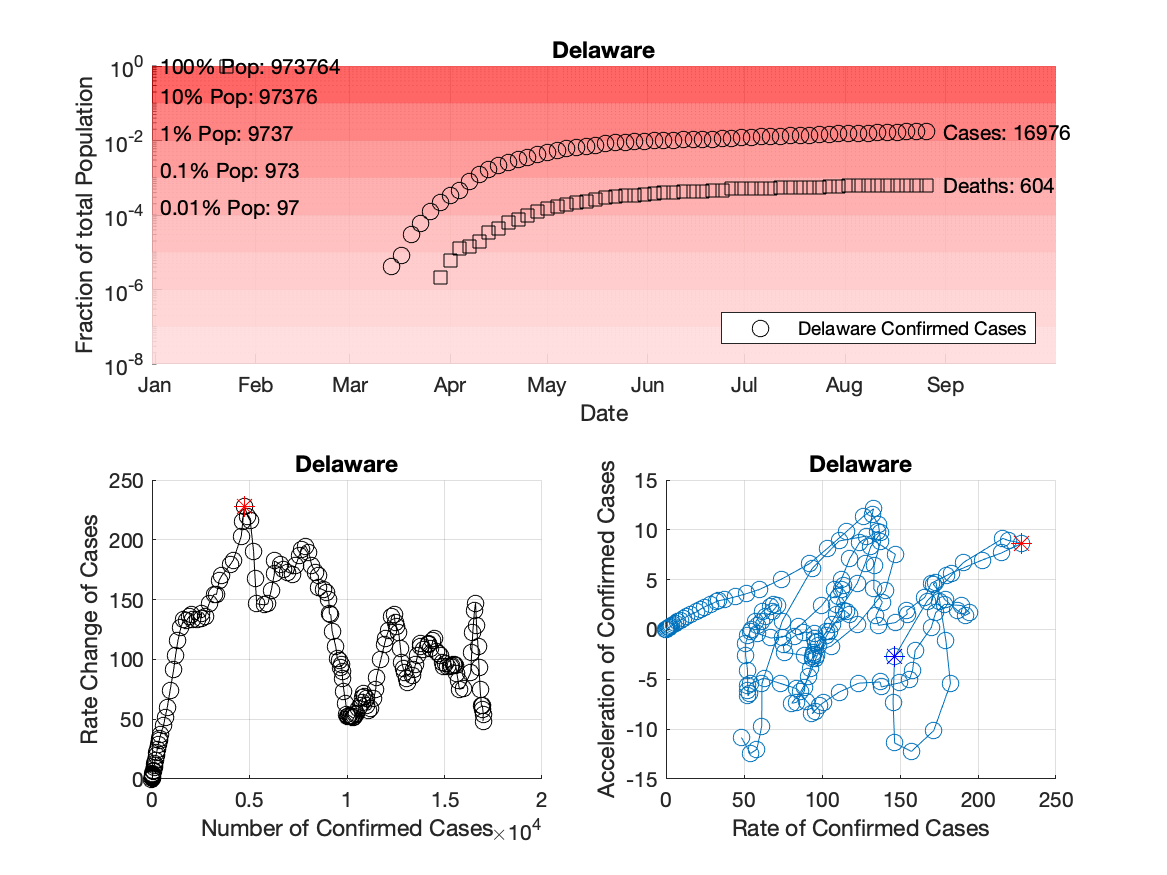 Delaware
10^0
10^-2
10^-4
10^-6
10^-8
Fraction of total Population
100% Pop: 973764
10% Pop: 97376
1% Pop: 9737
0.1% Pop: 973
0.01% Pop: 97
Cases: 16976
Deaths: 604
Delaware Confirmed Cases
Jan Feb Mar Apr May Jun Jul Aug Sep
Date
Delaware
250
200
150
100
50
0
Rate Change of Cases
0 0.5 1 1.5 2
Number of Confirmed Cases ×10^4
Delaware
15
10
5
0
-5
-10
-15
Acceleration of Confirmed Cases
0 50 100 150 200 250
Rate of Confirmed Cases